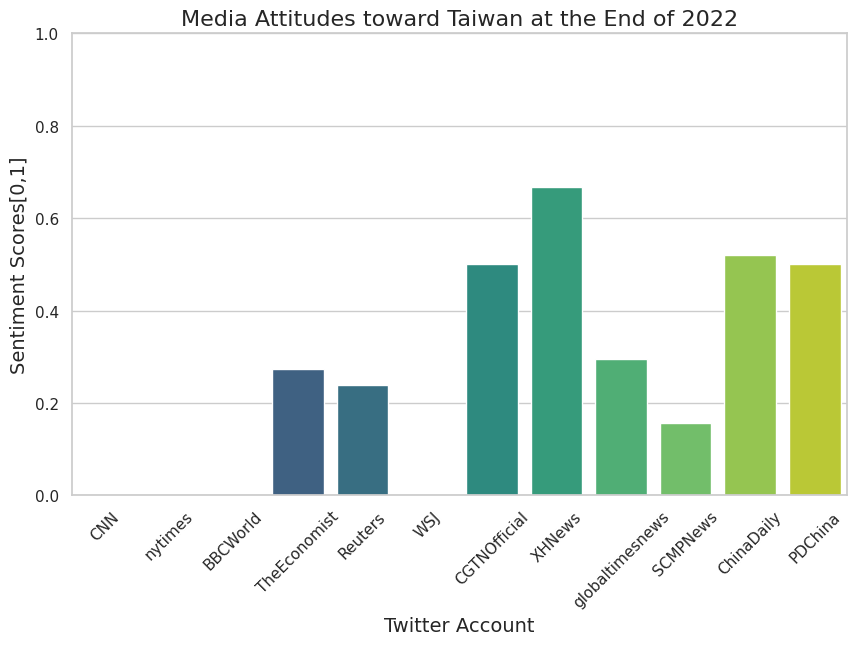 Media Attitudes toward Taiwan at the End of 2022
Sentiment Scores[0,1]
1.0
0.8
0.6
0.4
0.2
0.0
CNN
nytimes
BBCWorld
TheEconomist
Reuters
WSJ
CGTNOfficial
XHNews
globaltimesnews
SCMPNews
ChinaDaily
PDChina
Twitter Account